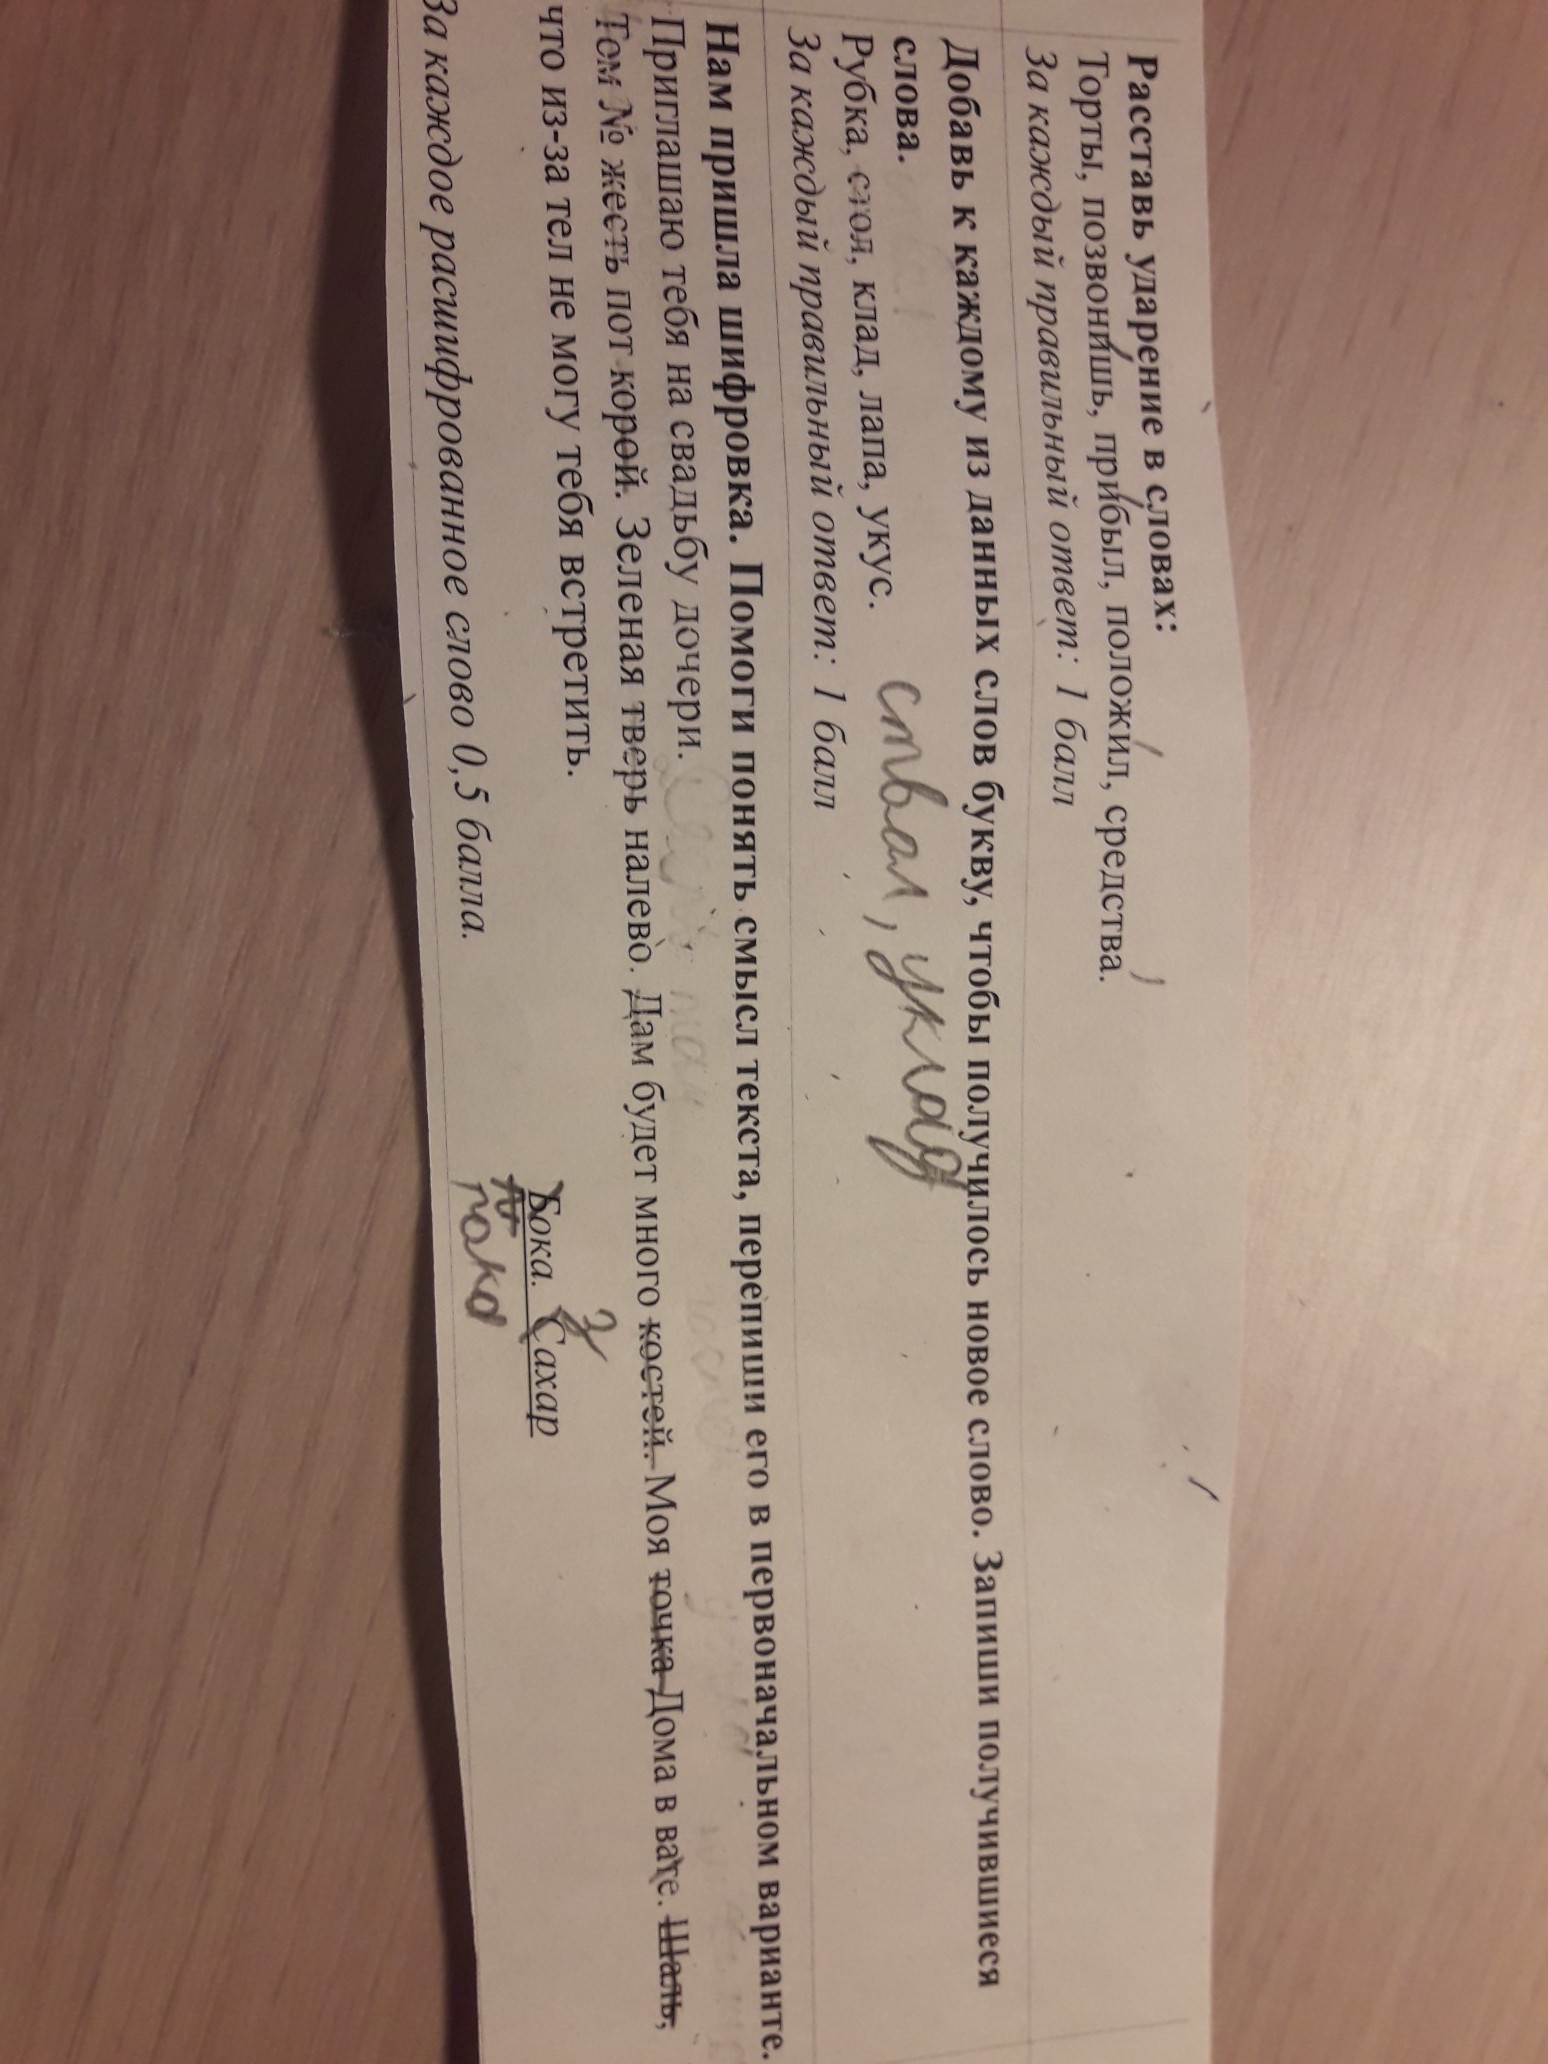 Расставь ударение в словах:
Торты, позвонишь, прибыл, положил, средства.
За каждый правильный ответ: 1 балл
Добавь к каждому из данных слов букву, чтобы получилось новое слово. Запиши получившиеся
слова.
Рубка, стол, клад, лапа, укус. ствол, уклад
За каждый правильный ответ: 1 балл
Нам пришла шифровка. Помоги понять смысл текста, перепиши его в первоначальном варианте.
Приглашаю тебя на свадьбу дочери.
Том № жесть пот корой. Зеленая тверь налево. Дам будет много костей. Моя точка Дома в вате. Шаль,
что из-за тел не могу тебя встретить.
Бока. Сахар
З
пока
За каждое расшифрованное слово 0,5 балла.